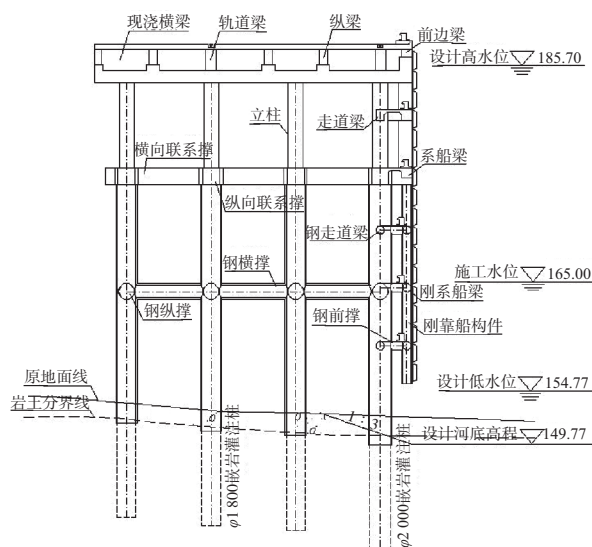 现浇横梁
轨道梁
纵梁
前边梁
设计高水位
185.70
立柱
走道梁
横向联系撑
系船梁
纵向联系撑
钢走道梁
钢横撑
施工水位
165.00
钢纵撑
刚系船梁
钢前撑
刚靠船构件
原地面线
设计低水位
154.77
岩土分界线
1:3
设计河底高程
149.77
φ1 800嵌岩灌注桩
φ2 000嵌岩灌注桩